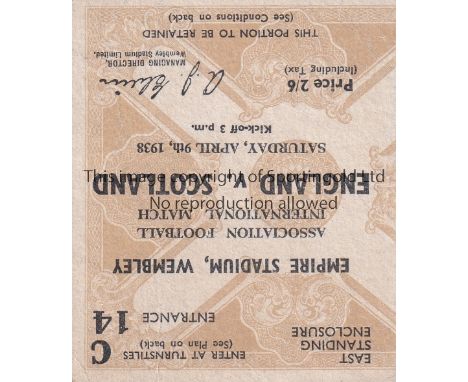 EAST
STANDING
ENCLOSURE
ENTER AT TURNSTILES
(See Plan on back)
C
14
ENTRANCE
EMPIRE STADIUM, WEMBLEY
ASSOCIATION FOOTBALL
INTERNATIONAL MATCH
ENGLAND v. SCOTLAND
SATURDAY, APRIL 9th, 1938
Kick-off 3 p.m.
Price 2/6
(Including Tax)
A. J. Elvin
MANAGING DIRECTOR,
Wembley Stadium Limited.
THIS PORTION TO BE RETAINED
(See Conditions on back)
This image copyright of Sportingold Ltd
No reproduction allowed